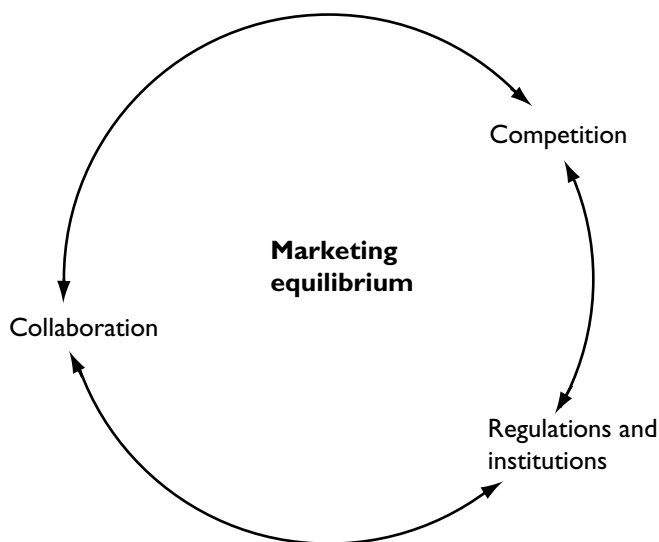 Competition
Marketing
equilibrium
Collaboration
Regulations and
institutions